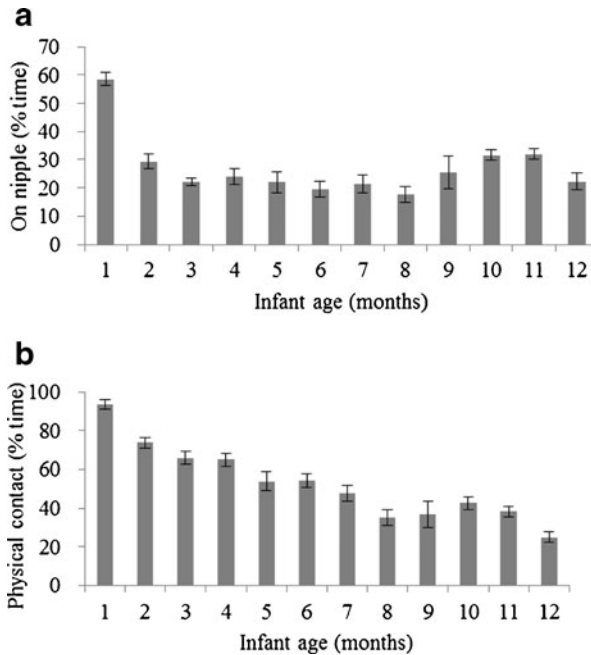 a
On nipple (% time)
70
60
50
40
30
20
10
0
1 2 3 4 5 6 7 8 9 10 11 12
Infant age (months)
b
Physical contact (% time)
100
80
60
40
20
0
1 2 3 4 5 6 7 8 9 10 11 12
Infant age (months)